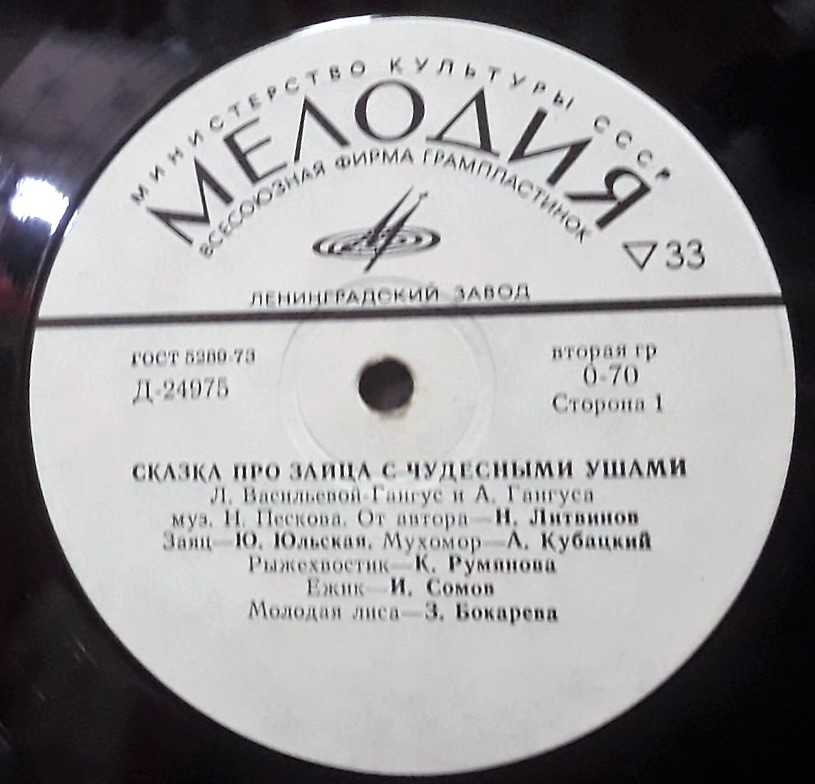 МИНИСТЕРСТВО КУЛЬТУРЫ СССР
МЕЛОДИЯ
ВСЕСОЮЗНАЯ ФИРМА ГРАМПЛАСТИНОК
▽33
ЛЕНИНГРАДСКИЙ ЗАВОД
ГОСТ 5289-73
Д-24975
вторая гр
0-70
Сторона 1
СКАЗКА ПРО ЗАЙЦА С ЧУДЕСНЫМИ УШАМИ
Л. Васильевой-Гангус и А. Гангуса
муз. Н. Пескова. От автора—Н. Литвинов
Заяц—Ю. Юльская, Мухомор—А. Кубацкий
Рыжехвостик—К. Румянова
Ежик—И. Сомов
Молодая лиса—З. Бокарева